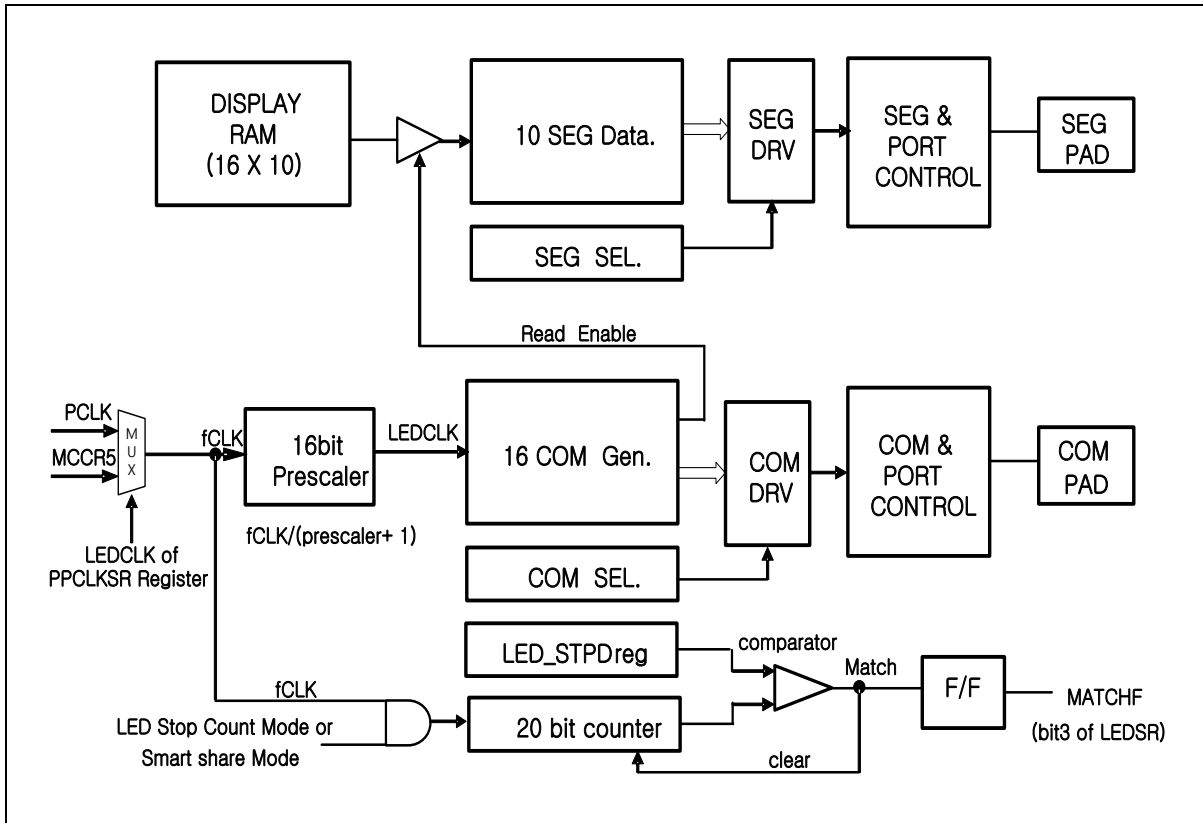 DISPLAY
RAM
(16 X 10)
10 SEG Data.
SEG
DRV
SEG &
PORT
CONTROL
SEG
PAD
SEG SEL.
Read Enable
PCLK
MCCR5
MUX
fCLK
16bit
Prescaler
fCLK/(prescaler+ 1)
LEDCLK
16 COM Gen.
COM
DRV
COM &
PORT
CONTROL
COM
PAD
LEDCLK of
PPCLKSR Register
COM SEL.
LED_STPDreg
comparator
Match
F/F
MATCHF
(bit3 of LEDSR)
fCLK
LED Stop Count Mode or
Smart share Mode
20 bit counter
clear